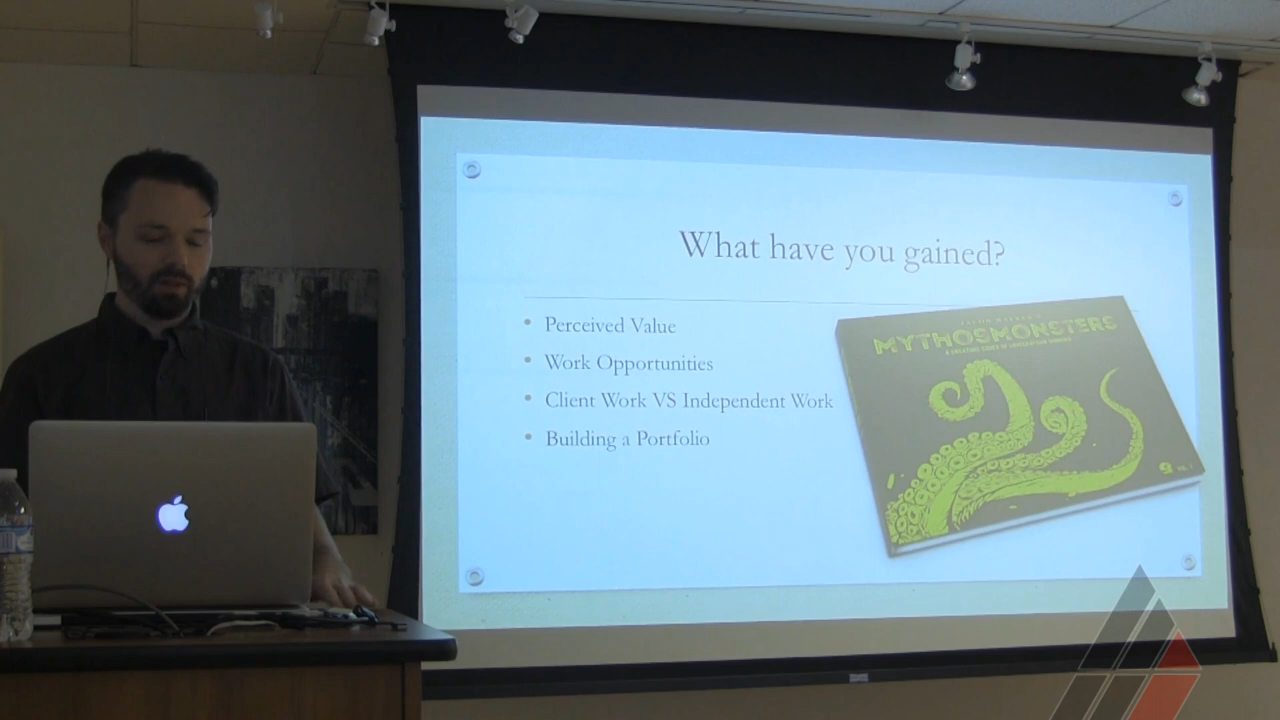 What have you gained?
• Perceived Value
• Work Opportunities
• Client Work VS Independent Work
• Building a Portfolio
MYTHOSMONSTERS